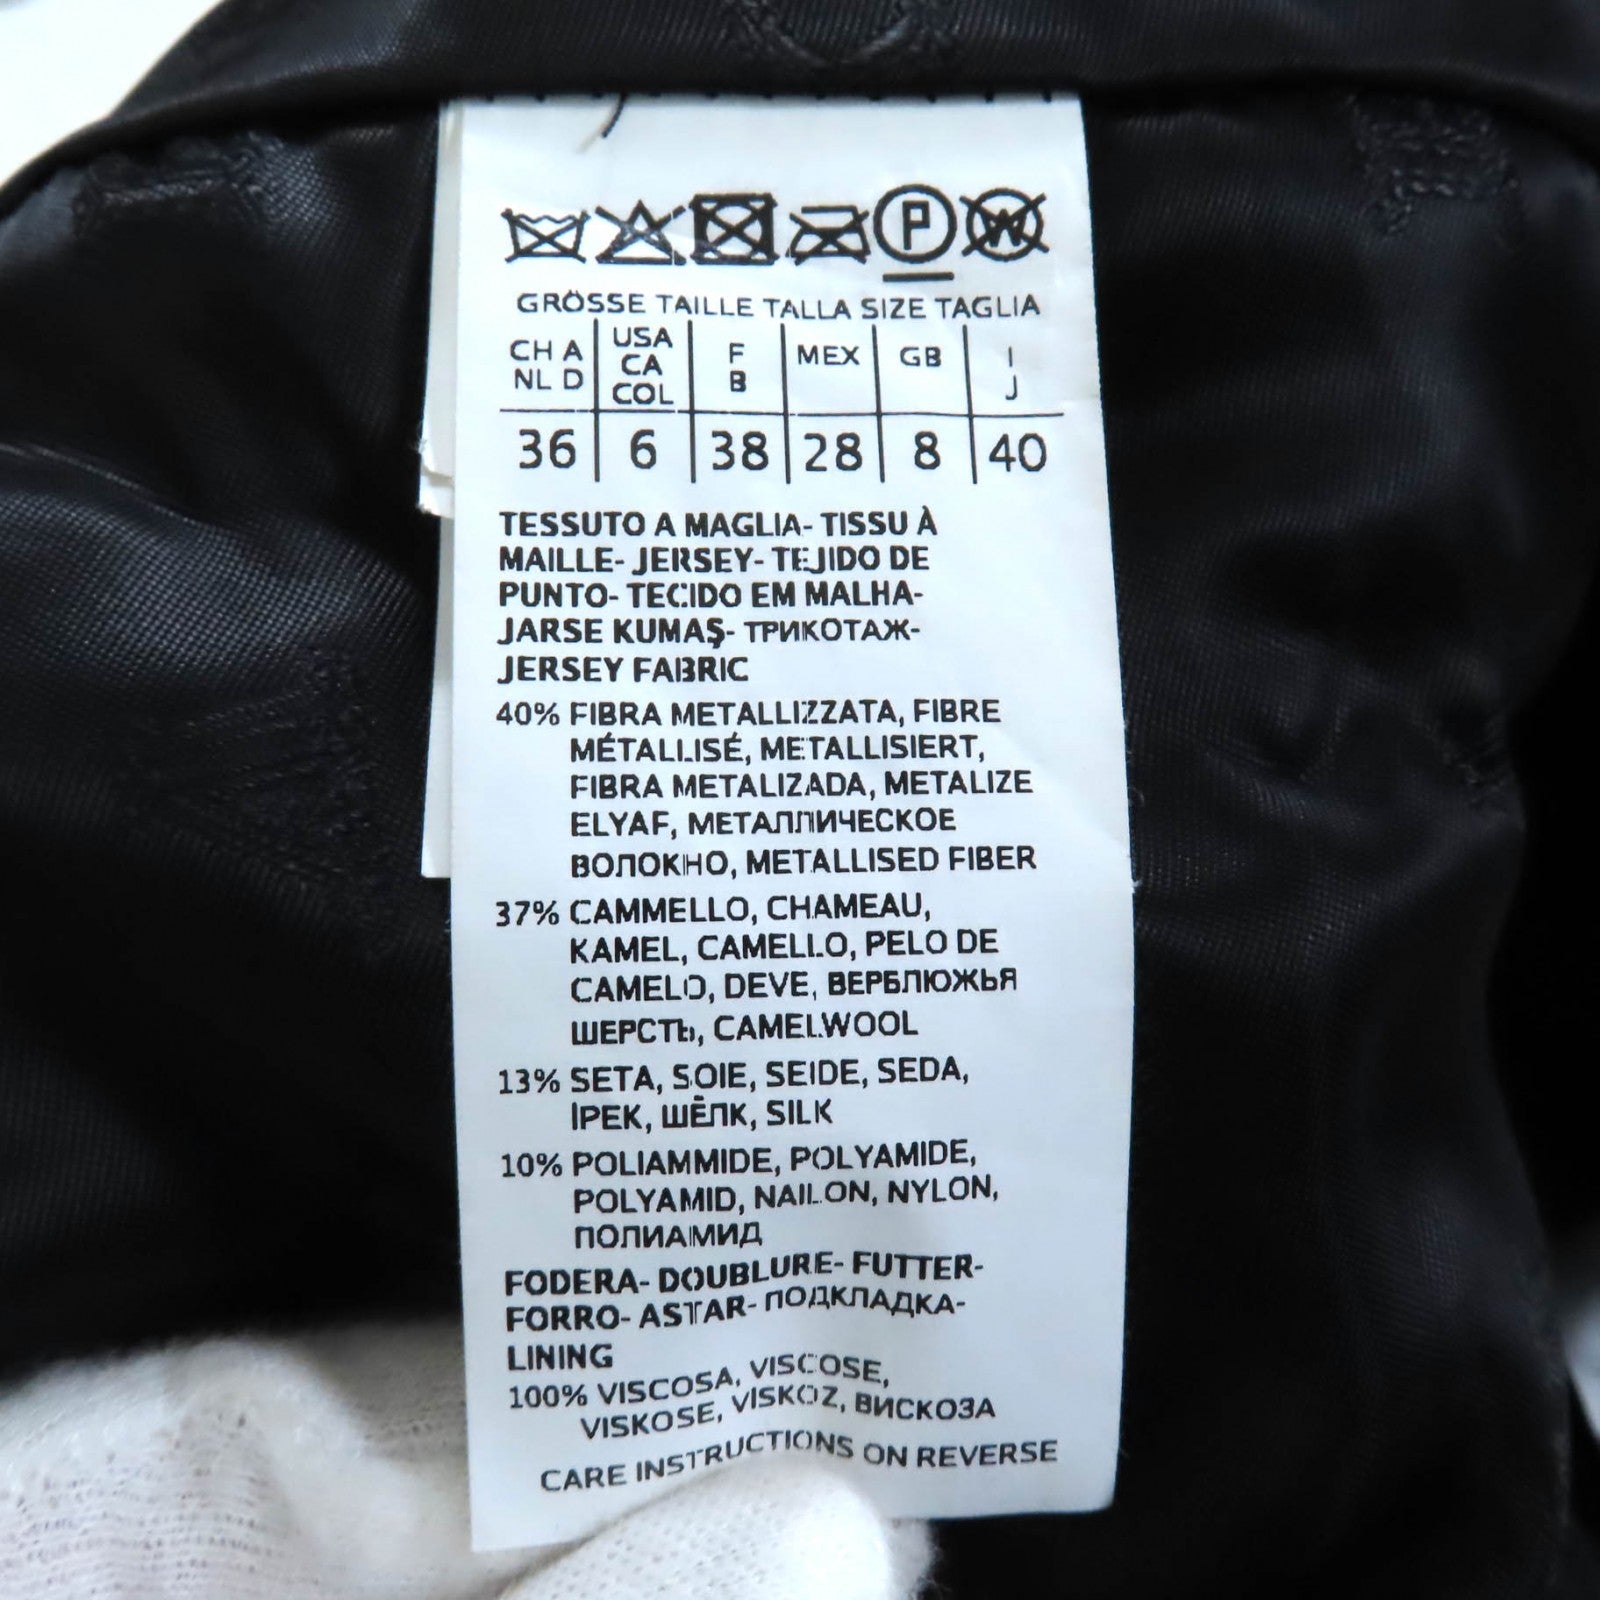 P W
GRÖSSE TAILLE TALLA SIZE TAGLIA
CH A NL D USA CA COL F B MEX GB I J
36 6 38 28 8 40
TESSUTO A MAGLIA- TISSU À
MAILLE- JERSEY- TEJIDO DE
PUNTO- TECIDO EM MALHA-
JARSE KUMAŞ- ТРИКОТАЖ-
JERSEY FABRIC
40% FIBRA METALLIZZATA, FIBRE
MÉTALLISÉ, METALLISIERT,
FIBRA METALIZADA, METALIZE
ELYAF, МЕТАЛЛИЧЕСКОЕ
ВОЛОКНО, METALLISED FIBER
37% CAMMELLO, CHAMEAU,
KAMEL, CAMELLO, PELO DE
CAMELO, DEVE, ВЕРБЛЮЖЬЯ
ШЕРСТЬ, CAMELWOOL
13% SETA, SOIE, SEIDE, SEDA,
IPEK, ШЁЛК, SILK
10% POLIAMMIDE, POLYAMIDE,
POLYAMID, NAILON, NYLON,
ПОЛИАМИД
FODERA- DOUBLURE- FUTTER-
FORRO- ASTAR- ПОДКЛАДКА-
LINING
100% VISCOSA, VISCOSE,
VISKOSE, VISKOZ, ВИСКОЗА
CARE INSTRUCTIONS ON REVERSE